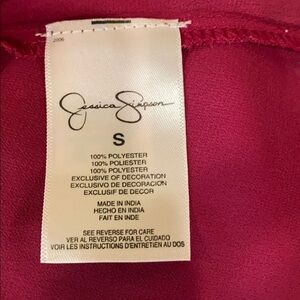 2006
Jessica Simpson
S
100% POLYESTER
100% POLIESTER
100% POLYESTER
EXCLUSIVE OF DECORATION
EXCLUSIVO DE DECORACION
EXCLUSIF DE DECOR
MADE IN INDIA
HECHO EN INDIA
FAIT EN INDE
SEE REVERSE FOR CARE
VER AL REVERSO PARA EL CUIDADO
VOIR LES INSTRUCTIONS D'ENTRETIEN AU DOS